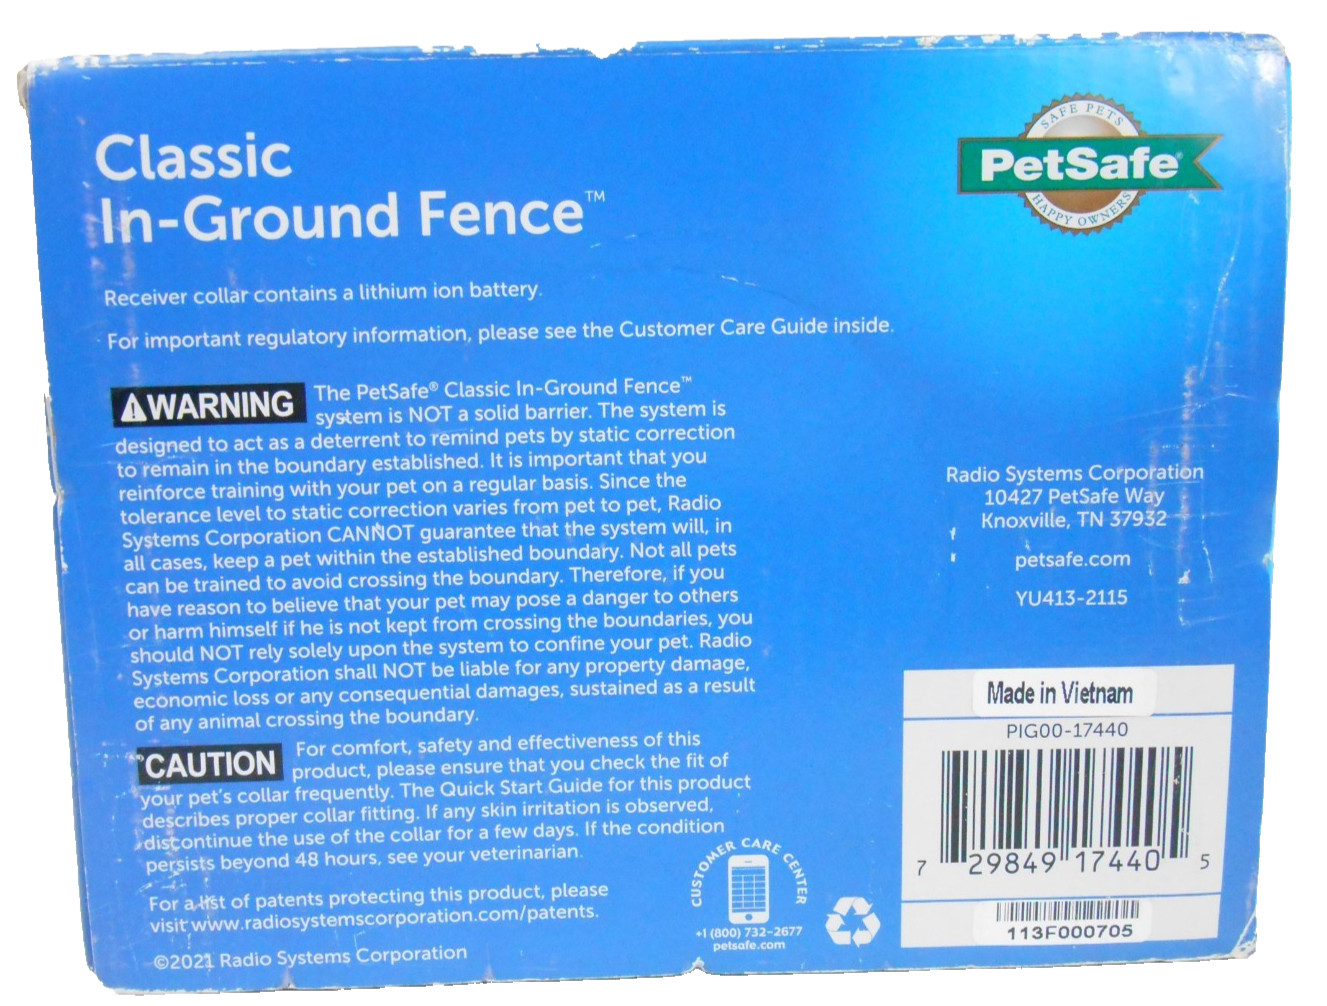 Classic
In-Ground Fence™
SAFE PETS
PetSafe®
HAPPY OWNERS
Receiver collar contains a lithium ion battery.
For important regulatory information, please see the Customer Care Guide inside.
WARNING
The PetSafe® Classic In-Ground Fence™
system is NOT a solid barrier. The system is
designed to act as a deterrent to remind pets by static correction
to remain in the boundary established. It is important that you
reinforce training with your pet on a regular basis. Since the
tolerance level to static correction varies from pet to pet, Radio
Systems Corporation CANNOT guarantee that the system will, in
all cases, keep a pet within the established boundary. Not all pets
can be trained to avoid crossing the boundary. Therefore, if you
have reason to believe that your pet may pose a danger to others
or harm himself if he is not kept from crossing the boundaries, you
should NOT rely solely upon the system to confine your pet. Radio
Systems Corporation shall NOT be liable for any property damage,
economic loss or any consequential damages, sustained as a result
of any animal crossing the boundary.
CAUTION
For comfort, safety and effectiveness of this
product, please ensure that you check the fit of
your pet's collar frequently. The Quick Start Guide for this product
describes proper collar fitting. If any skin irritation is observed,
discontinue the use of the collar for a few days. If the condition
persists beyond 48 hours, see your veterinarian.
For a list of patents protecting this product, please
visit www.radiosystemscorporation.com/patents.
©2021 Radio Systems Corporation
CUSTOMER CARE CENTER
+1 (800) 732-2677
petsafe.com
Radio Systems Corporation
10427 PetSafe Way
Knoxville, TN 37932
petsafe.com
YU413-2115
Made in Vietnam
PIG00-17440
7 29849 17440 5
113F000705